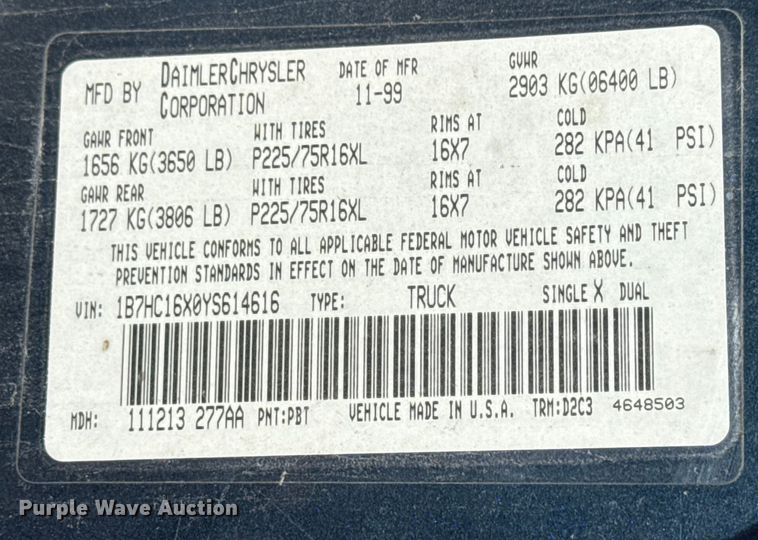 MFD BY DAIMLERCHRYSLER CORPORATION DATE OF MFR 11-99 GVWR 2903 KG(06400 LB)
GAWR FRONT WITH TIRES RIMS AT COLD
1656 KG(3650 LB) P225/75R16XL 16X7 282 KPA(41 PSI)
GAWR REAR WITH TIRES RIMS AT COLD
1727 KG(3806 LB) P225/75R16XL 16X7 282 KPA(41 PSI)
THIS VEHICLE CONFORMS TO ALL APPLICABLE FEDERAL MOTOR VEHICLE SAFETY AND THEFT
PREVENTION STANDARDS IN EFFECT ON THE DATE OF MANUFACTURE SHOWN ABOVE.
VIN: 1B7HC16X0YS614616 TYPE: TRUCK SINGLE X DUAL
MDH: 111213 277AA PNT:PBT VEHICLE MADE IN U.S.A. TRM:D2C3 4648503
Purple Wave Auction